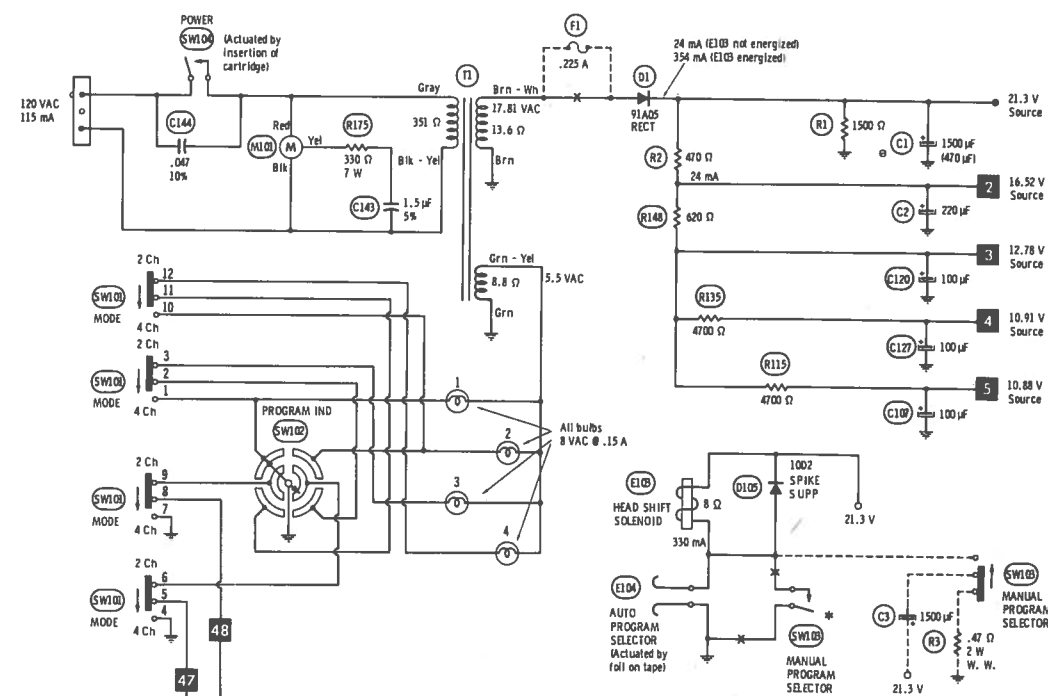 POWER
SW104
(Actuated by
insertion of
cartridge)
120 VAC
115 mA
C144
.047
10%
Red
M101
M
Yel
Blk
R175
330 Ω
7 W
C143
1.5 µF
5%
Gray
351 Ω
Blk - Yel
T1
Brn - Wh
17.81 VAC
13.6 Ω
Brn
Grn - Yel
8.8 Ω
5.5 VAC
Grn
F1
.225 A
D1
91A05
RECT
24 mA (E103 not energized)
354 mA (E103 energized)
R1
1500 Ω
C1
1500 µF
(470 µF)
21.3 V
Source
R2
470 Ω
24 mA
2
16.52 V
Source
C2
220 µF
R148
620 Ω
3
12.78 V
Source
C120
100 µF
R135
4700 Ω
4
10.91 V
Source
C127
100 µF
R115
4700 Ω
5
10.88 V
Source
C107
100 µF
2 Ch
12
11
10
SW101
MODE
4 Ch
2 Ch
3
2
1
SW101
MODE
4 Ch
PROGRAM IND
SW102
1
2
3
4
All bulbs
8 VAC @ .15 A
2 Ch
9
8
7
SW101
MODE
4 Ch
2 Ch
6
5
4
SW101
MODE
4 Ch
48
47
E103
HEAD SHIFT
SOLENOID
8 Ω
330 mA
D105
10D2
SPIKE
SUPP
21.3 V
E104
AUTO
PROGRAM
SELECTOR
(Actuated by
foil on tape)
*
SW103
MANUAL
PROGRAM
SELECTOR
C3
1500 µF
21.3 V
R3
.47 Ω
2 W
W. W.
SW103
MANUAL
PROGRAM
SELECTOR